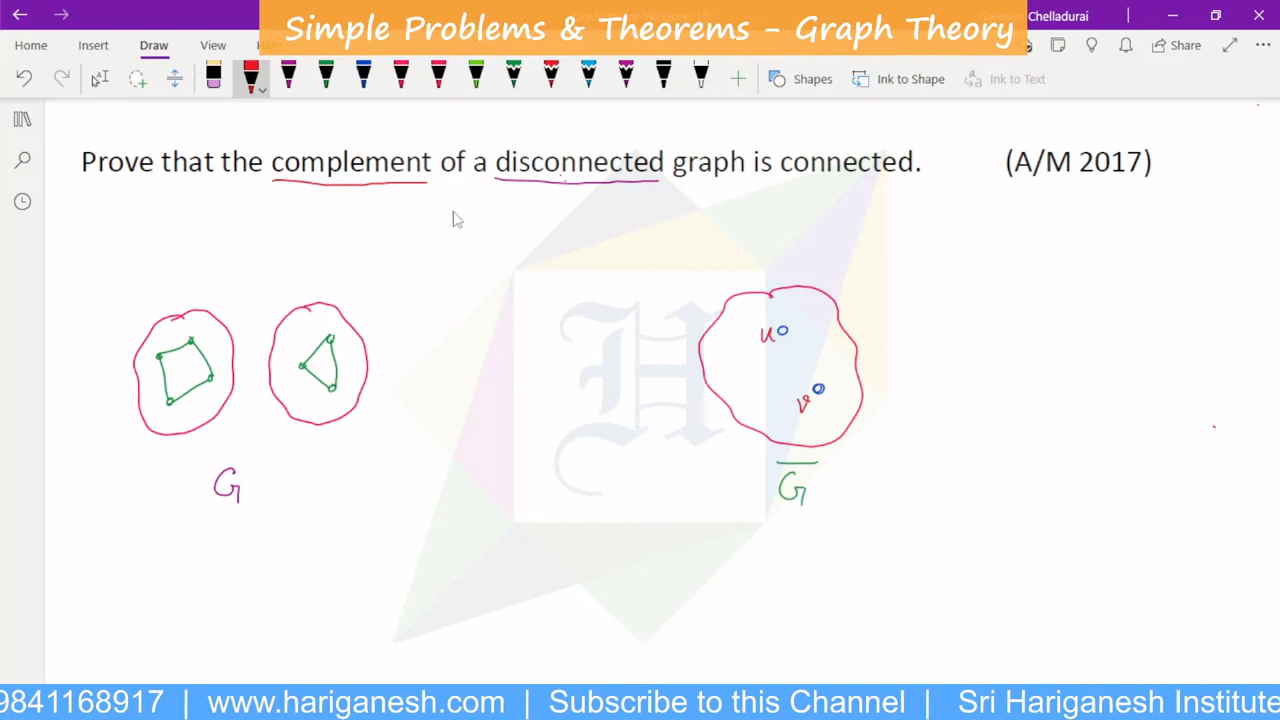 Simple Problems & Theorems - Graph Theory
Chelladurai
Home Insert Draw View
Share
Shapes Ink to Shape Ink to Text
Prove that the complement of a disconnected graph is connected. (A/M 2017)
u
v
G
G
H
9841168917 | www.hariganesh.com | Subscribe to this Channel | Sri Hariganesh Institute